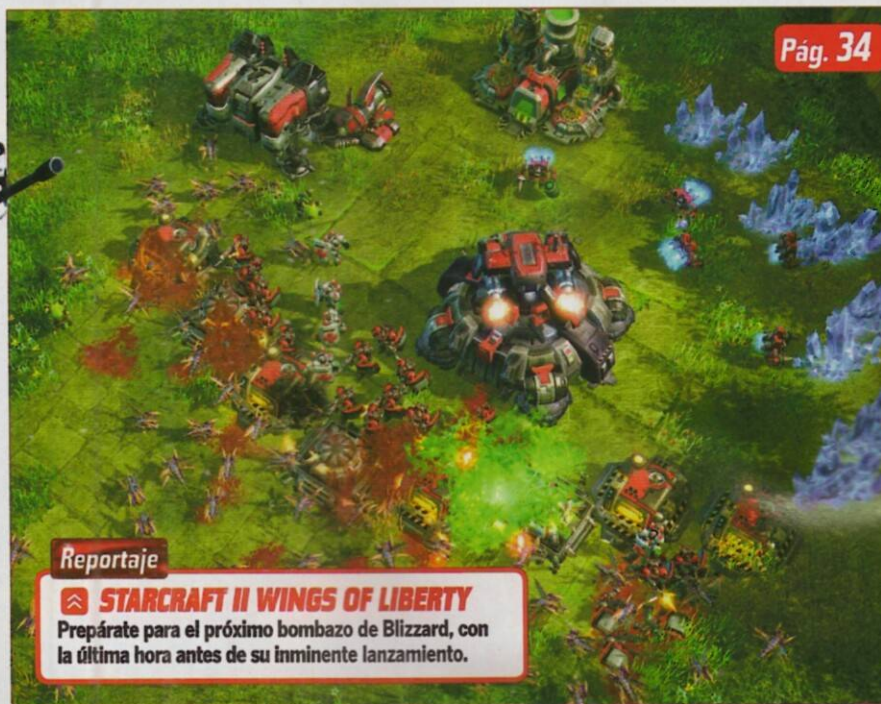 Pág. 34
Reportaje
STARCRAFT II WINGS OF LIBERTY
Prepárate para el próximo bombazo de Blizzard, con
la última hora antes de su inminente lanzamiento.